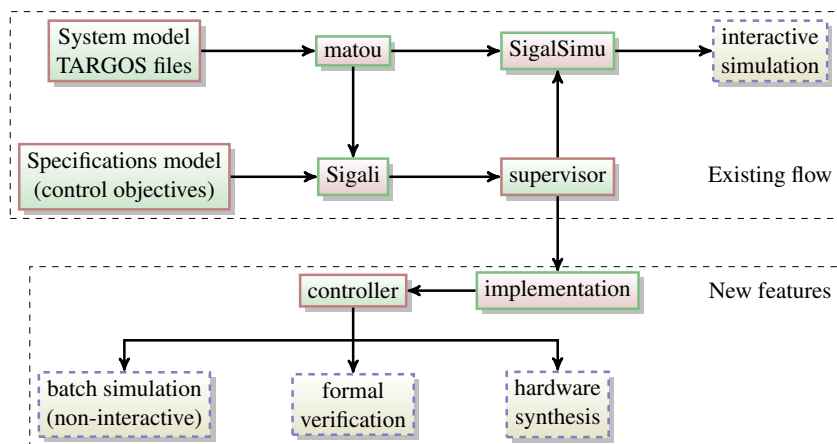 System model
TARGOS files
matou
SigalSimu
interactive
simulation
Specifications model
(control objectives)
Sigali
supervisor
Existing flow
controller
implementation
New features
batch simulation
(non-interactive)
formal
verification
hardware
synthesis